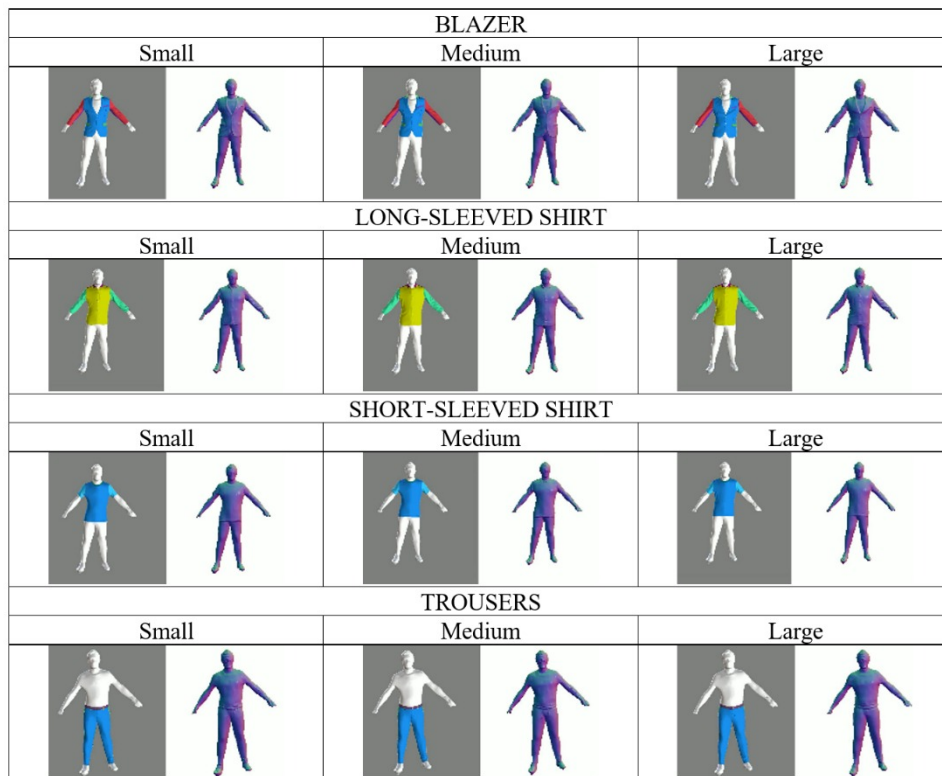 BLAZER
Small Medium Large
LONG-SLEEVED SHIRT
Small Medium Large
SHORT-SLEEVED SHIRT
Small Medium Large
TROUSERS
Small Medium Large